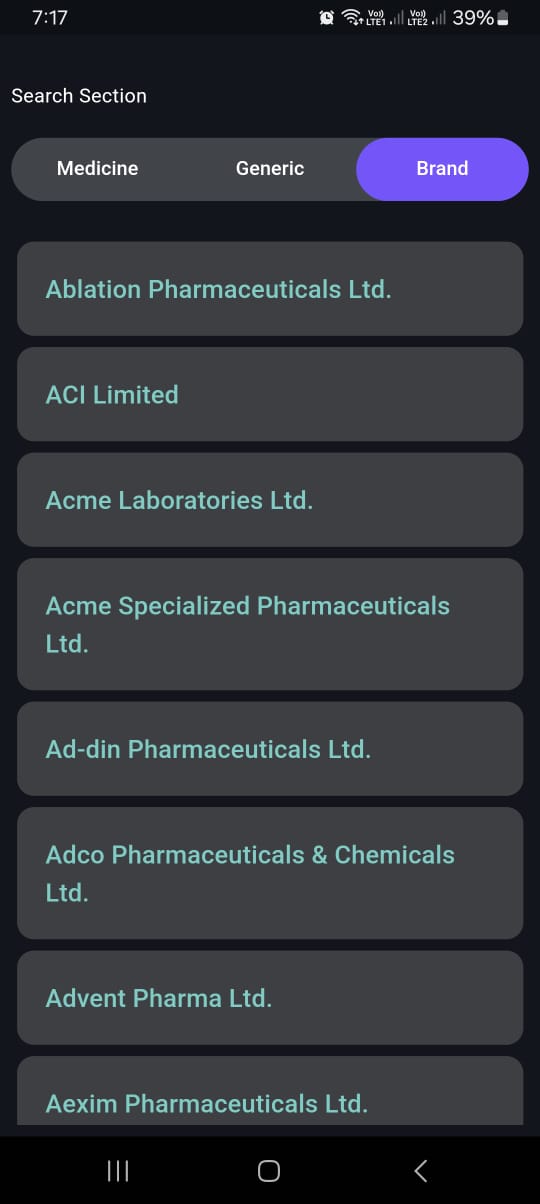 7:17
Vo)) LTE1 Vo)) LTE2 39%
Search Section
Medicine Generic Brand
Ablation Pharmaceuticals Ltd.
ACI Limited
Acme Laboratories Ltd.
Acme Specialized Pharmaceuticals
Ltd.
Ad-din Pharmaceuticals Ltd.
Adco Pharmaceuticals & Chemicals
Ltd.
Advent Pharma Ltd.
Aexim Pharmaceuticals Ltd.